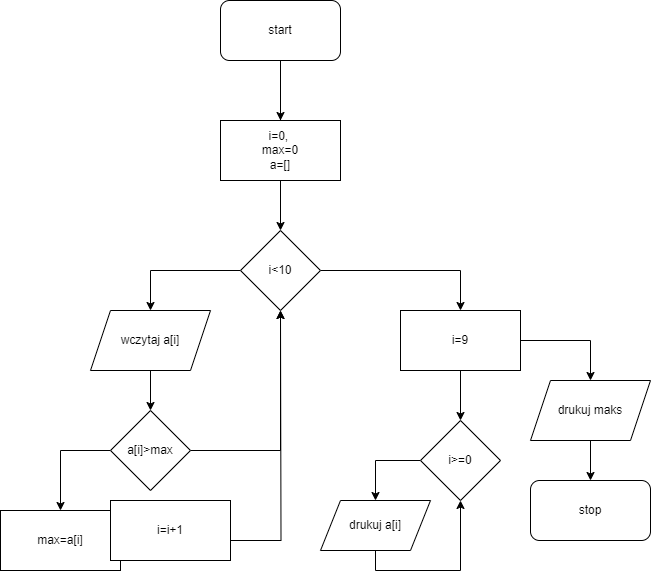 start
i=0,
max=0
a=[]
i<10
wczytaj a[i]
i=9
drukuj maks
a[i]>max
i>=0
max=a[i]
i=i+1
drukuj a[i]
stop